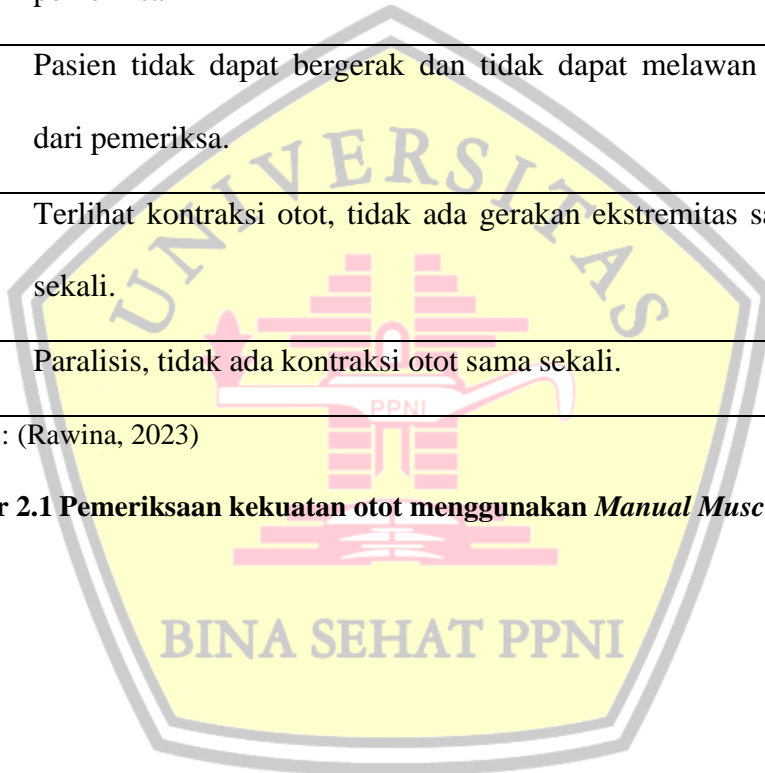 Pasien tidak dapat bergerak dan tidak dapat melawan
dari pemeriksa.
Terlihat kontraksi otot, tidak ada gerakan ekstremitas sa
sekali.
Paralisis, tidak ada kontraksi otot sama sekali.
: (Rawina, 2023)
r 2.1 Pemeriksaan kekuatan otot menggunakan Manual Musc
UNIVERSITAS
PPNI
BINA SEHAT PPNI